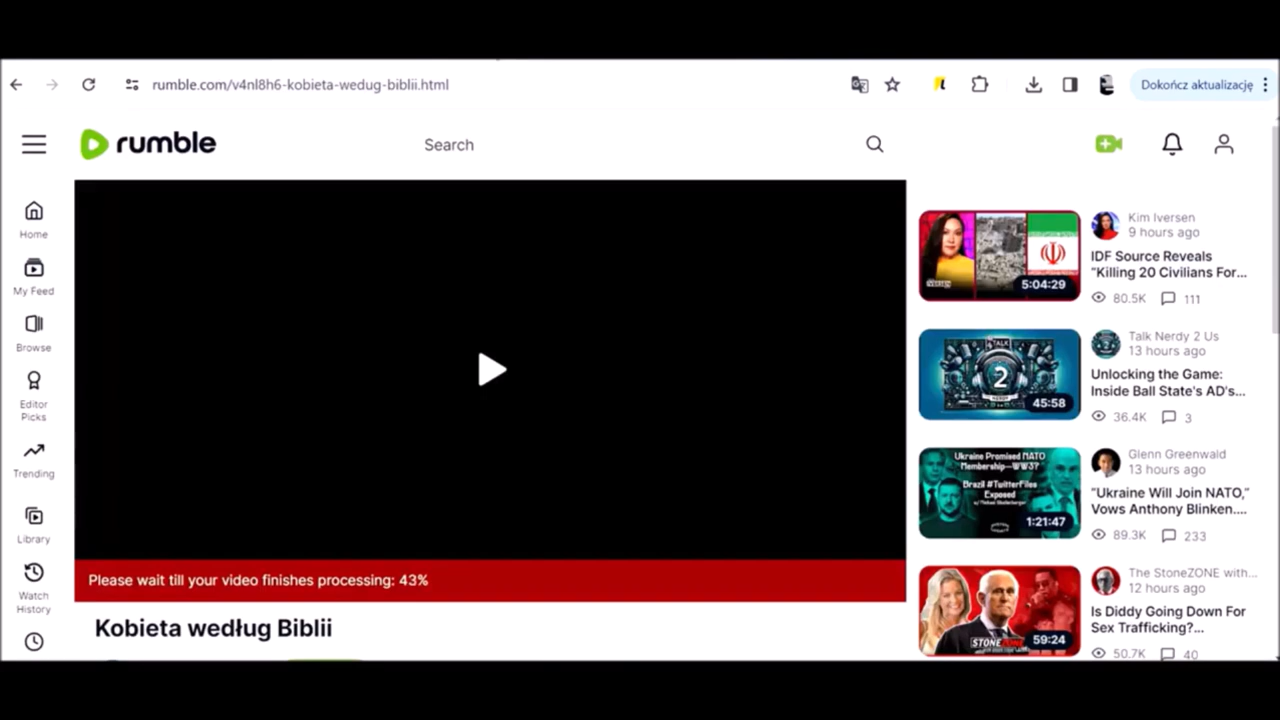 rumble.com/v4nl8h6-kobieta-wedug-biblii.html
Dokończ aktualizację
rumble
Search
Home
My Feed
Browse
Editor
Picks
Trending
Library
Watch
History
Please wait till your video finishes processing: 43%
Kobieta według Biblii
5:04:29
Kim Iversen
9 hours ago
IDF Source Reveals
"Killing 20 Civilians For...
80.5K
111
TALK
2
45:58
Talk Nerdy 2 Us
13 hours ago
Unlocking the Game:
Inside Ball State's AD's...
36.4K
3
Ukraine Promised NATO
Membership—WW3?
Brazil #TwitterFiles
Exposed
1:21:47
Glenn Greenwald
13 hours ago
"Ukraine Will Join NATO,"
Vows Anthony Blinken....
89.3K
233
STONEZONE
59:24
The StoneZONE with...
12 hours ago
Is Diddy Going Down For
Sex Trafficking?...
50.7K
40